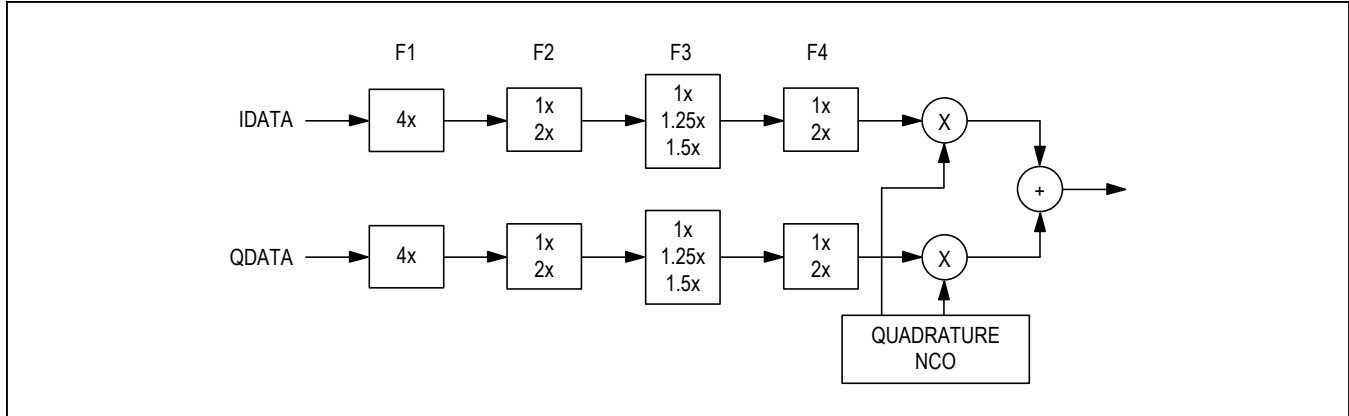 F1
F2
F3
F4
IDATA
4x
1x
2x
1x
1.25x
1.5x
1x
2x
X
+
QDATA
4x
1x
2x
1x
1.25x
1.5x
1x
2x
X
QUADRATURE
NCO